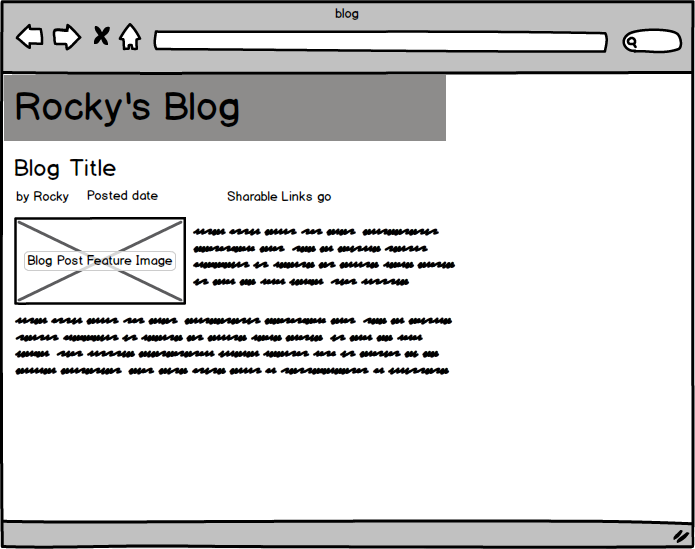 blog
Rocky's Blog
Blog Title
by Rocky Posted date Sharable Links go
Blog Post Feature Image